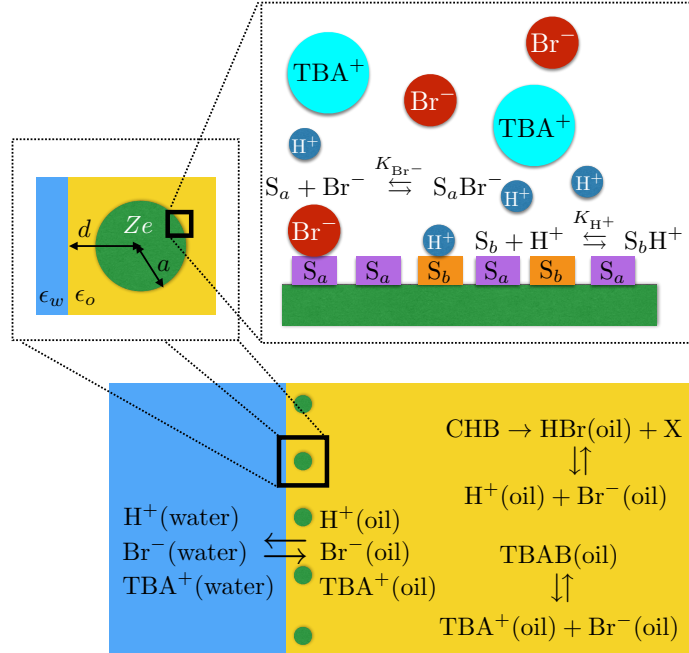 TBA⁺
Br⁻
Br⁻
TBA⁺
H⁺
Sₐ + Br⁻ ⇆ SₐBr⁻
K_Br⁻
H⁺
H⁺
Br⁻
H⁺
S_b + H⁺ ⇆ S_bH⁺
K_H⁺
Sₐ Sₐ S_b Sₐ S_b Sₐ
Ze
d
a
ϵ_w ϵ_o
CHB → HBr(oil) + X
↓↑
H⁺(oil) + Br⁻(oil)
H⁺(water) H⁺(oil)
Br⁻(water) ⇆ Br⁻(oil)
TBA⁺(water) TBA⁺(oil)
TBAB(oil)
↓↑
TBA⁺(oil) + Br⁻(oil)